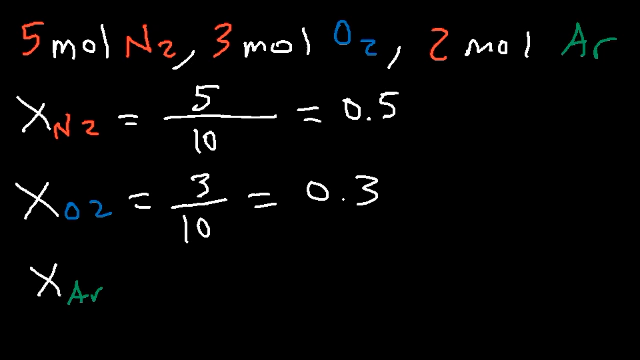 5 mol N2, 3 mol O2, 2 mol Ar
XN2 = 5/10 = 0.5
XO2 = 3/10 = 0.3
XAr